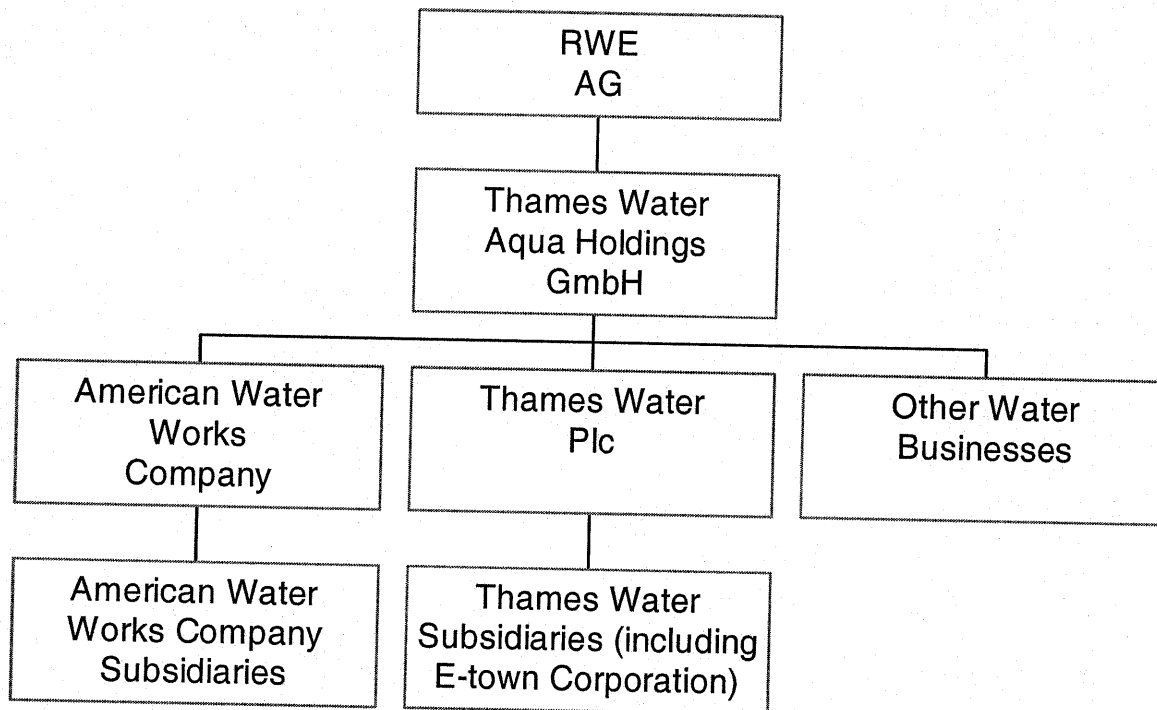 RWE
AG
Thames Water
Aqua Holdings
GmbH
American Water
Works
Company
Thames Water
Plc
Other Water
Businesses
American Water
Works Company
Subsidiaries
Thames Water
Subsidiaries (including
E-town Corporation)